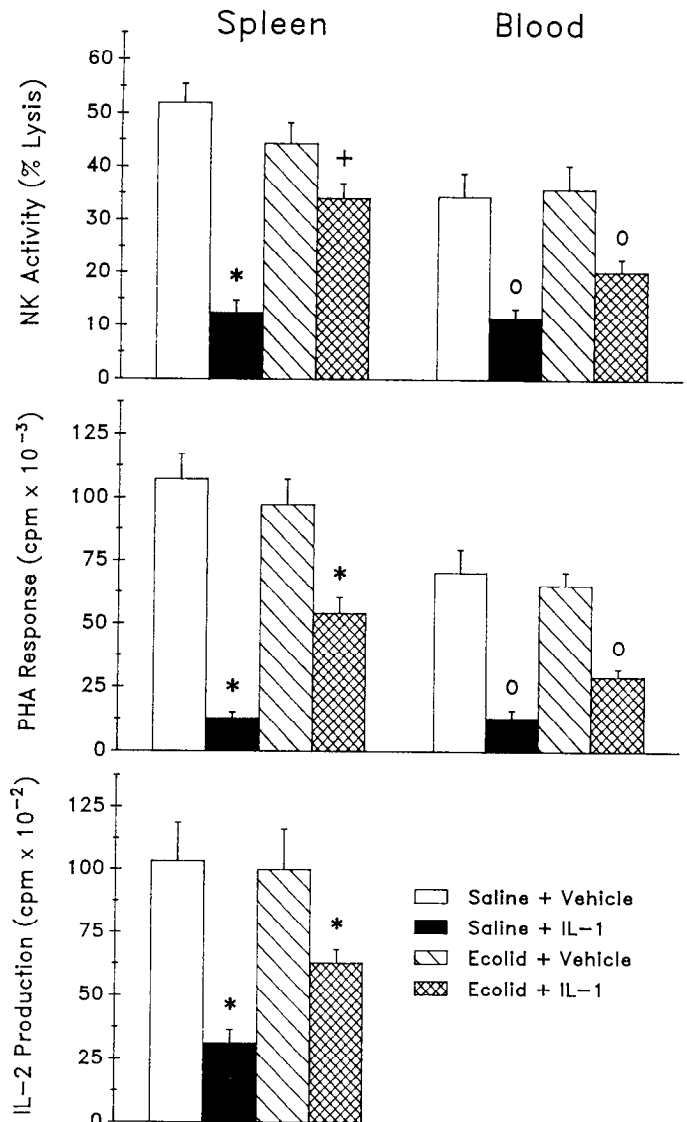 Spleen Blood
NK Activity (% Lysis)
60
50
40
30
20
10
0
*
+
o
o
PHA Response (cpm x 10⁻³)
125
100
75
50
25
0
*
*
o
o
IL-2 Production (cpm x 10⁻²)
125
100
75
50
25
0
*
*
Saline + Vehicle
Saline + IL-1
Ecolid + Vehicle
Ecolid + IL-1